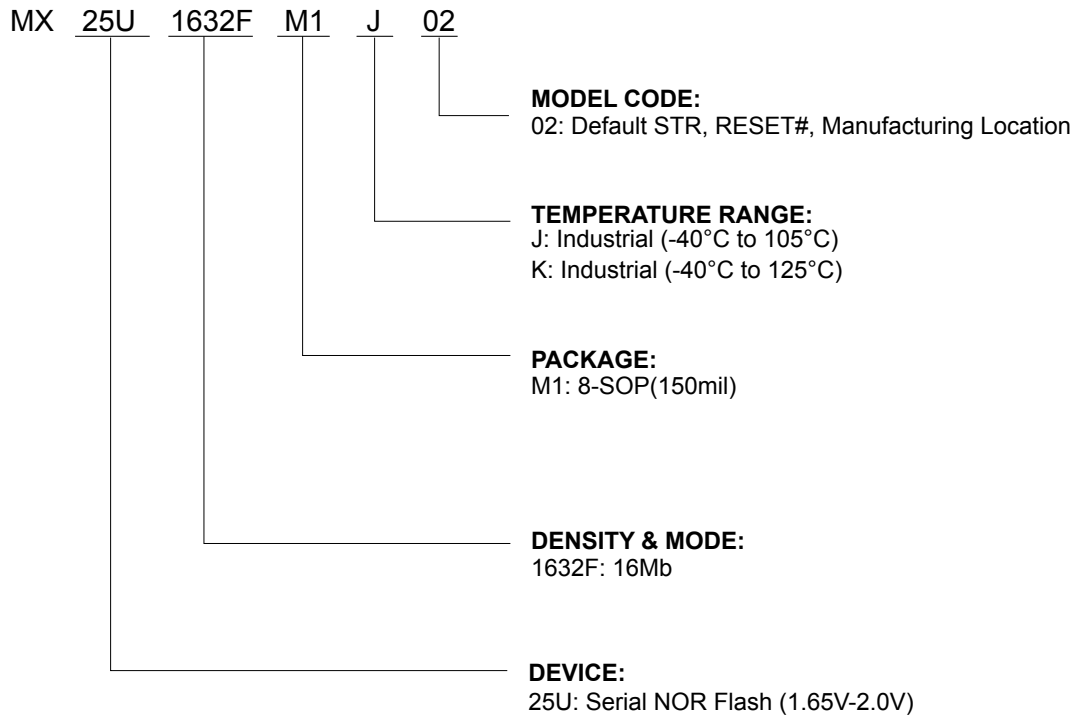 MX 25U 1632F M1 J 02
MODEL CODE:
02: Default STR, RESET#, Manufacturing Location
TEMPERATURE RANGE:
J: Industrial (-40°C to 105°C)
K: Industrial (-40°C to 125°C)
PACKAGE:
M1: 8-SOP(150mil)
DENSITY & MODE:
1632F: 16Mb
DEVICE:
25U: Serial NOR Flash (1.65V-2.0V)